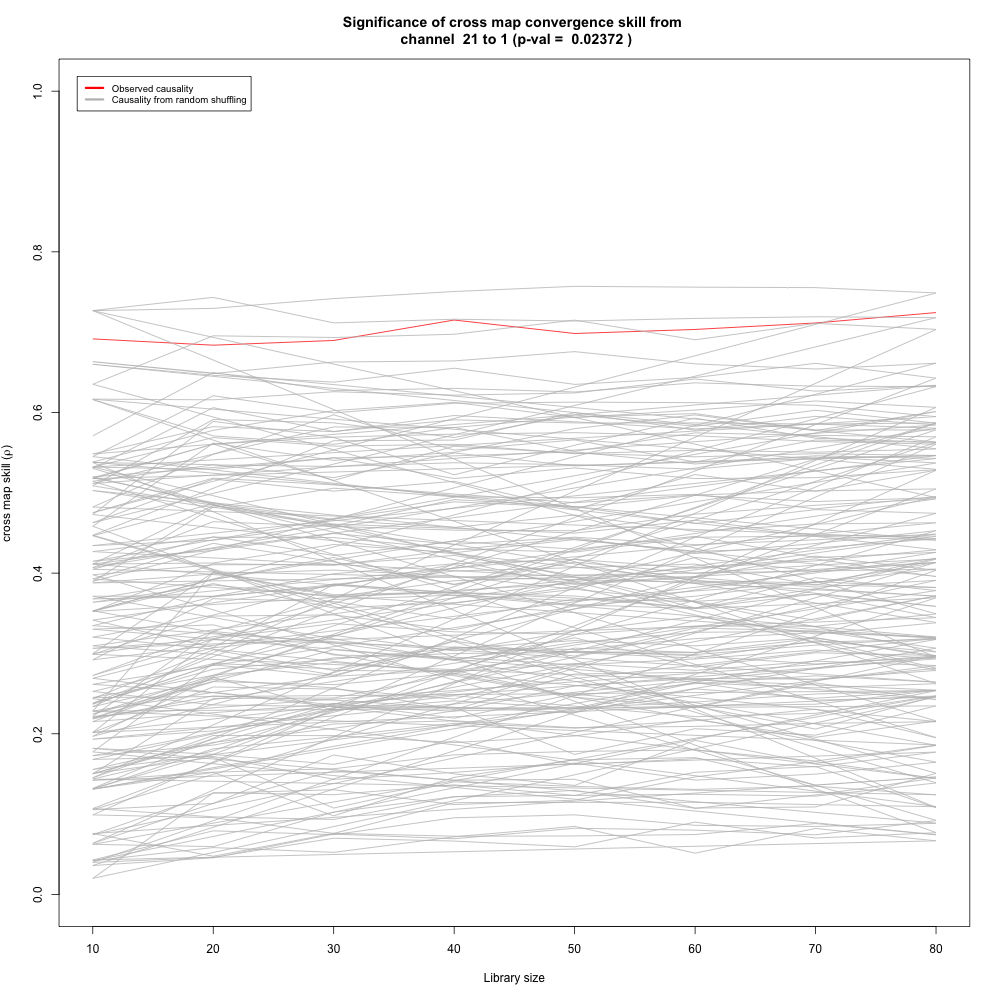 Significance of cross map convergence skill from
channel  21 to 1 (p-val =  0.02372 )
Observed causality
Causality from random shuffling
cross map skill (ρ)
1.0
0.8
0.6
0.4
0.2
0.0
10 20 30 40 50 60 70 80
Library size